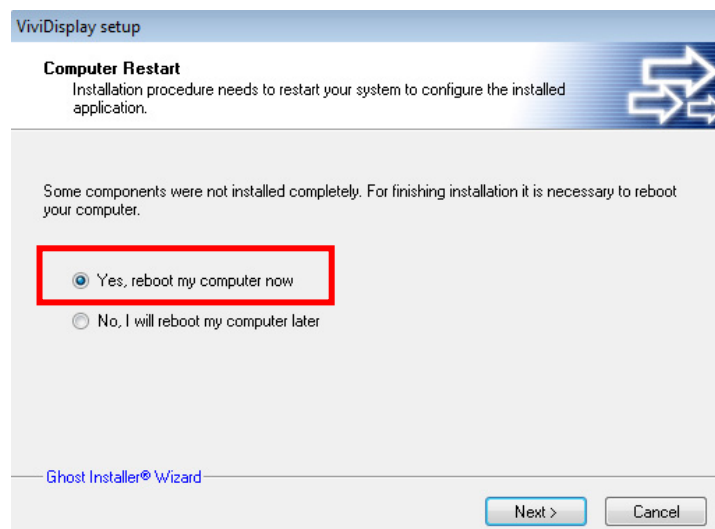 ViviDisplay setup
Computer Restart
Installation procedure needs to restart your system to configure the installed
application.
Some components were not installed completely. For finishing installation it is necessary to reboot
your computer.
Yes, reboot my computer now
No, I will reboot my computer later
Ghost Installer® Wizard
Next >
Cancel